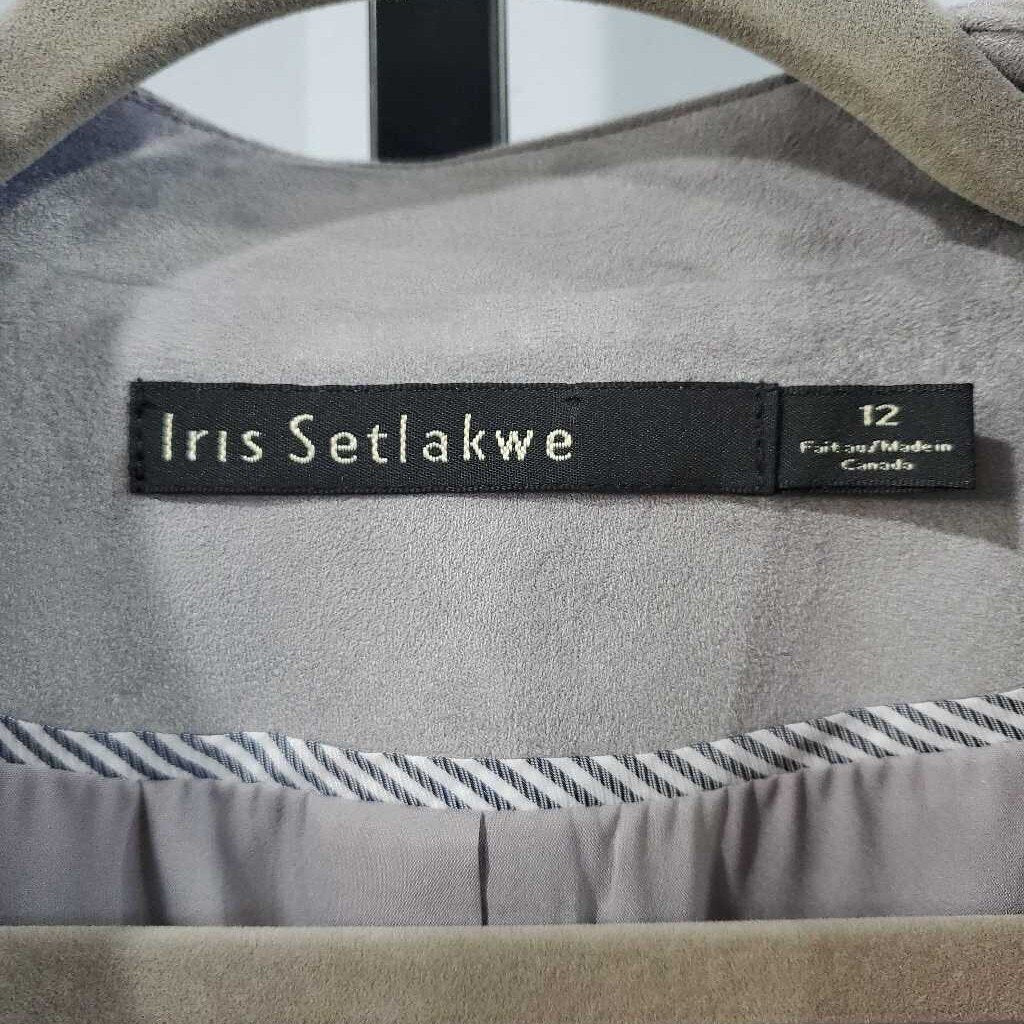 Iris Setlakwe
12
Fait au/Made in
Canada